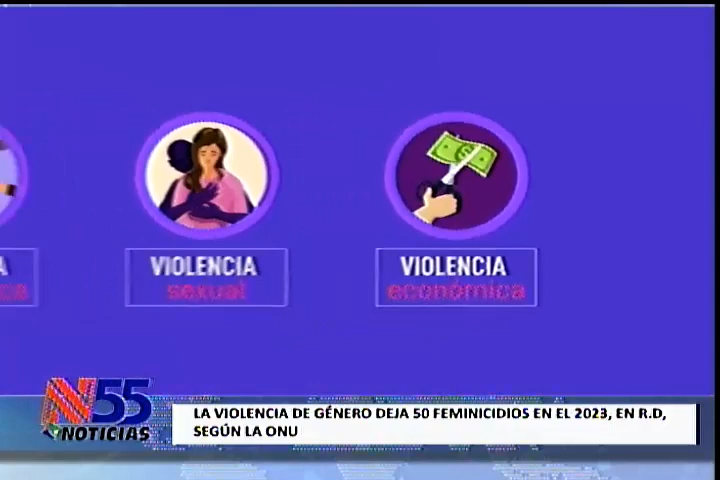 VIOLENCIA
sexual
VIOLENCIA
económica
N55
NOTICIAS
LA VIOLENCIA DE GÉNERO DEJA 50 FEMINICIDIOS EN EL 2023, EN R.D,
SEGÚN LA ONU